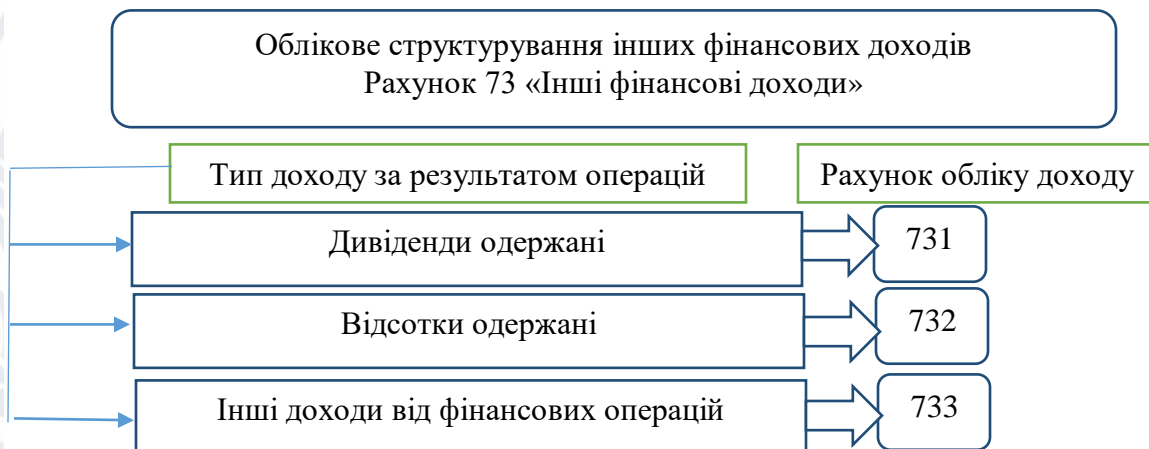 Облікове структурування інших фінансових доходів
Рахунок 73 «Інші фінансові доходи»
Тип доходу за результатом операцій
Рахунок обліку доходу
Дивіденди одержані
731
Відсотки одержані
732
Інші доходи від фінансових операцій
733